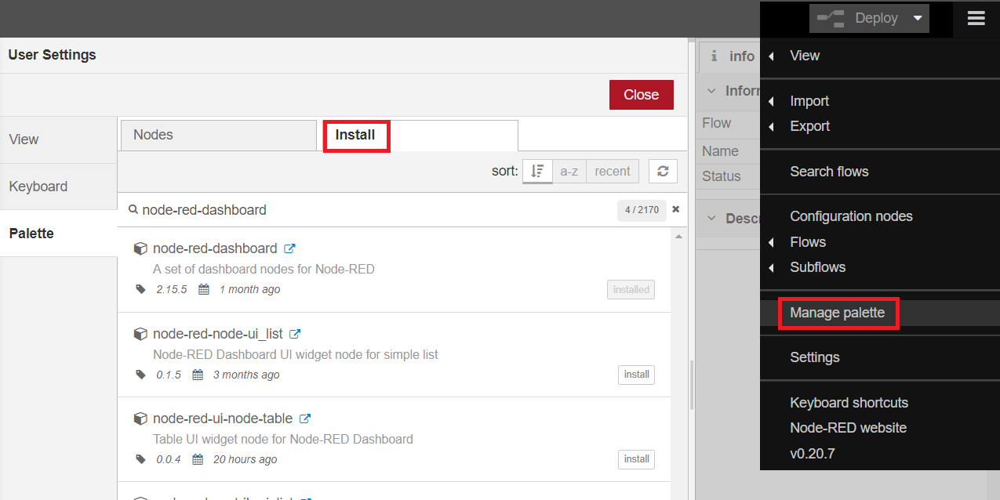 Deploy
User Settings
Close
View
Keyboard
Palette
Nodes
Install
sort:
a-z
recent
node-red-dashboard
4 / 2170
node-red-dashboard
A set of dashboard nodes for Node-RED
2.15.5
1 month ago
installed
node-red-node-ui_list
Node-RED Dashboard UI widget node for simple list
0.1.5
3 months ago
install
node-red-ui-node-table
Table UI widget node for Node-RED Dashboard
0.0.4
20 hours ago
install
info
Inforr
Flow
Name
Status
Desc
View
Import
Export
Search flows
Configuration nodes
Flows
Subflows
Manage palette
Settings
Keyboard shortcuts
Node-RED website
v0.20.7